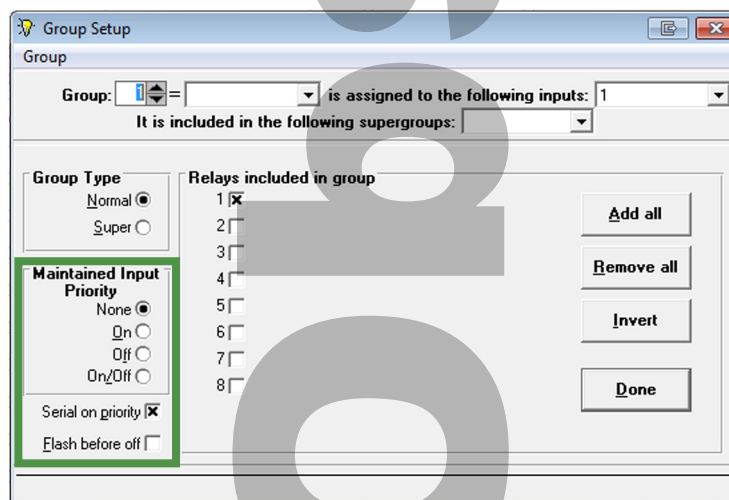 Group Setup
Group
Group: 1 = is assigned to the following inputs: 1
It is included in the following supergroups:
Group Type
Normal
Super
Maintained Input
Priority
None
On
Off
On/Off
Serial on priority
Flash before off
Relays included in group
1
2
3
4
5
6
7
8
Add all
Remove all
Invert
Done